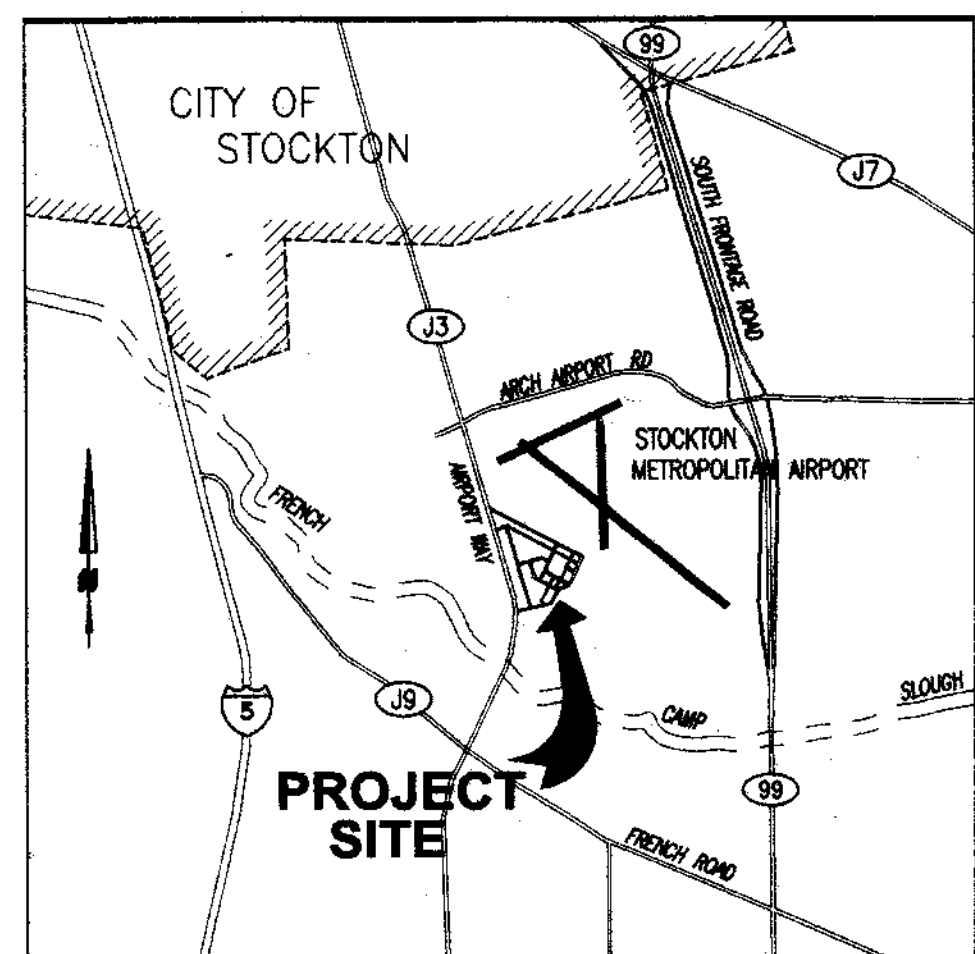 99
CITY OF
STOCKTON
J7
SOUTH FRONTAGE ROAD
J3
ARCH AIRPORT RD
STOCKTON
METROPOLITAN AIRPORT
AIRPORT WAY
FRENCH
J9
5
SLOUGH
CAMP
99
PROJECT
SITE
FRENCH ROAD